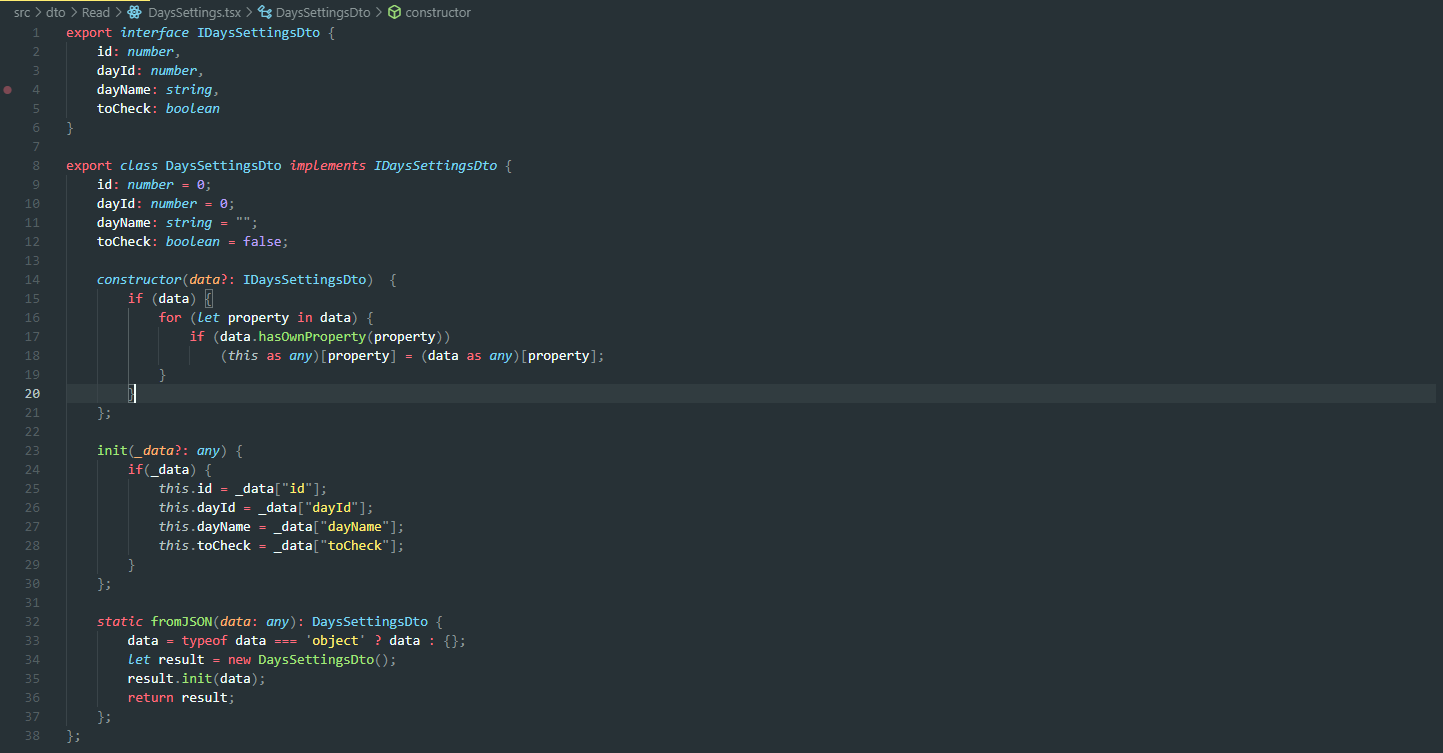 src > dto > Read > DaysSettings.tsx > DaysSettingsDto > constructor
1 export interface IDaysSettingsDto {
2     id: number,
3     dayId: number,
4     dayName: string,
5     toCheck: boolean
6 }
7
8 export class DaysSettingsDto implements IDaysSettingsDto {
9     id: number = 0;
10     dayId: number = 0;
11     dayName: string = "";
12     toCheck: boolean = false;
13
14     constructor(data?: IDaysSettingsDto)  {
15         if (data) {
16             for (let property in data) {
17                 if (data.hasOwnProperty(property))
18                     (this as any)[property] = (data as any)[property];
19             }
20         }
21     };
22
23     init(_data?: any) {
24         if(_data) {
25             this.id = _data["id"];
26             this.dayId = _data["dayId"];
27             this.dayName = _data["dayName"];
28             this.toCheck = _data["toCheck"];
29         }
30     };
31
32     static fromJSON(data: any): DaysSettingsDto {
33         data = typeof data === 'object' ? data : {};
34         let result = new DaysSettingsDto();
35         result.init(data);
36         return result;
37     };
38 };